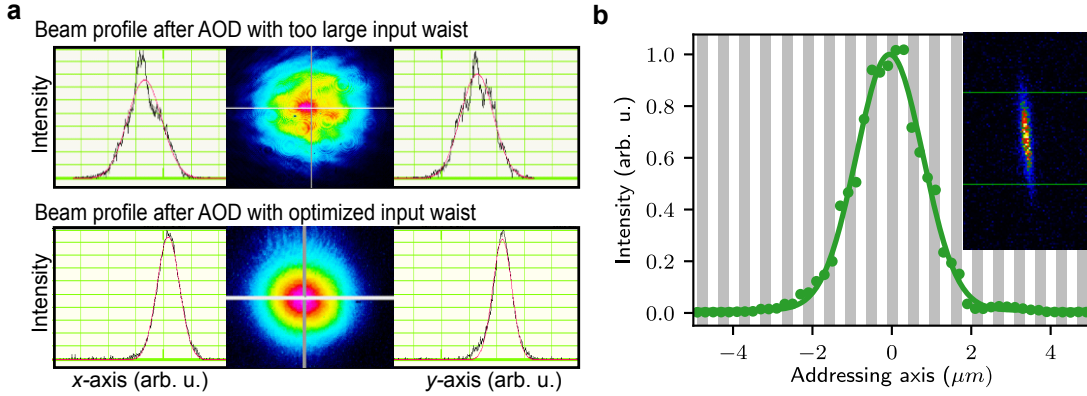 a
Beam profile after AOD with too large input waist
Intensity
Beam profile after AOD with optimized input waist
Intensity
x-axis (arb. u.)
y-axis (arb. u.)
b
Intensity (arb. u.)
1.0
0.8
0.6
0.4
0.2
0.0
−4 −2 0 2 4
Addressing axis (μm)